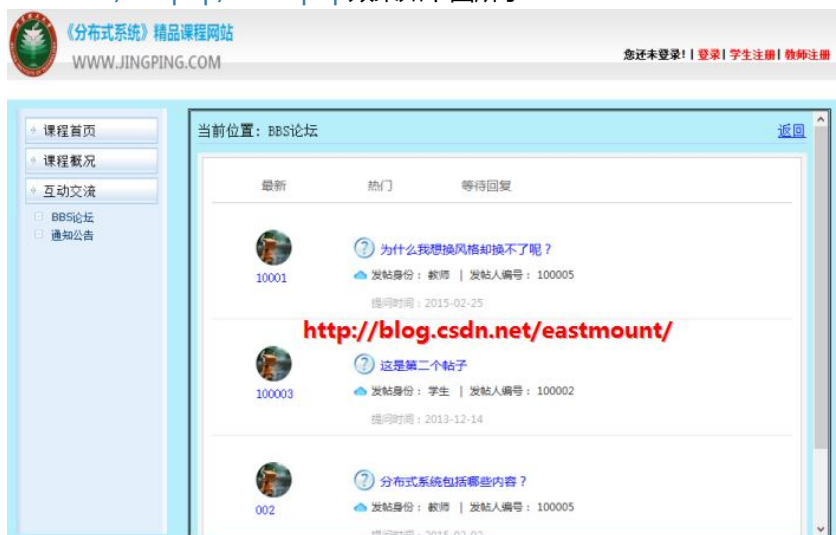 《分布式系统》精品课程网站
WWW.JINGPING.COM
您还未登录! | 登录| 学生注册| 教师注册
课程首页
课程概况
互动交流
BBS论坛
通知公告
当前位置: BBS论坛
返回
最新 热门 等待回复
为什么我想换风格却换不了呢？
10001
发帖身份： 教师 | 发帖人编号： 100005
提问时间：2015-02-25
http://blog.csdn.net/eastmount/
这是第二个帖子
100003
发帖身份： 学生 | 发帖人编号： 100002
提问时间：2013-12-14
分布式系统包括哪些内容？
002
发帖身份： 教师 | 发帖人编号： 100005